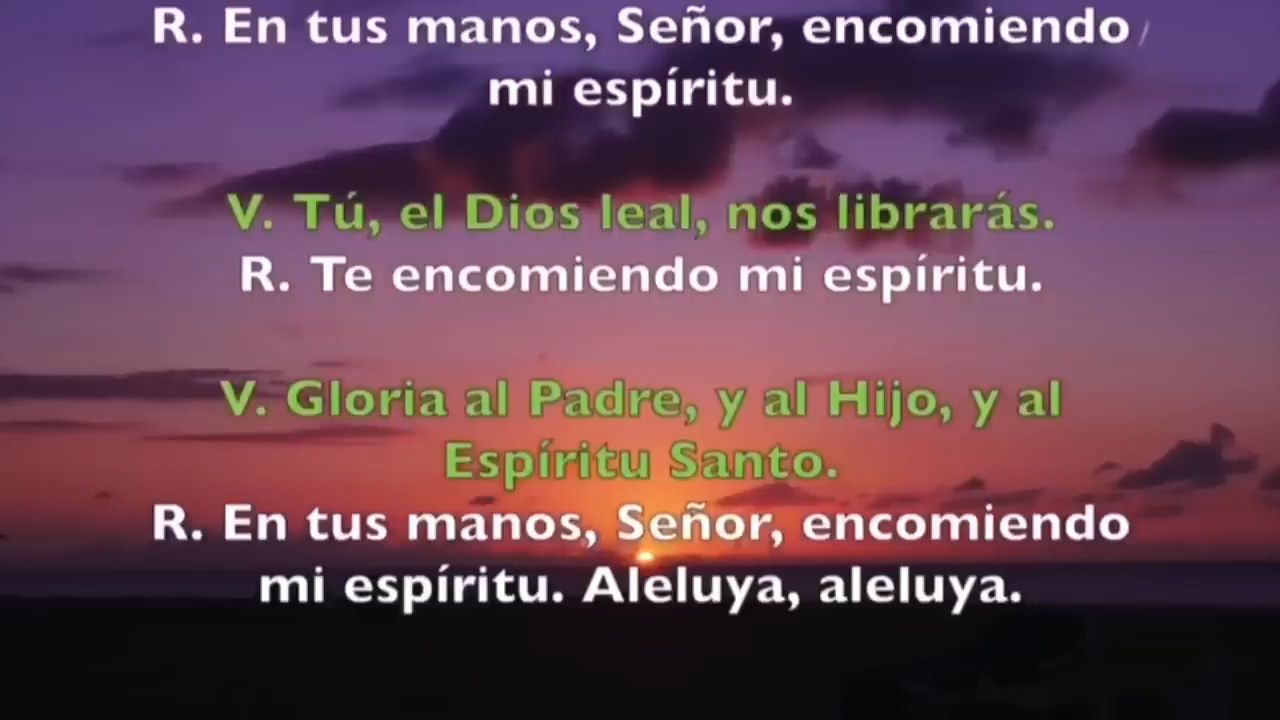 R. En tus manos, Señor, encomiendo
mi espíritu.
V. Tú, el Dios leal, nos librarás.
R. Te encomiendo mi espíritu.
V. Gloria al Padre, y al Hijo, y al
Espíritu Santo.
R. En tus manos, Señor, encomiendo
mi espíritu. Aleluya, aleluya.